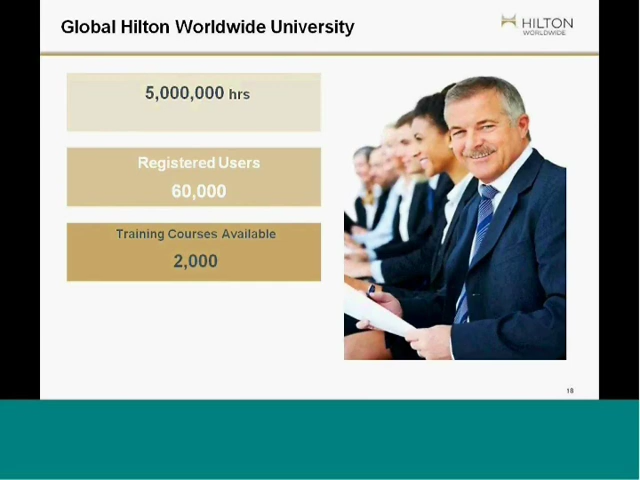 Global Hilton Worldwide University
HILTON
WORLDWIDE
5,000,000 hrs
Registered Users
60,000
Training Courses Available
2,000
18